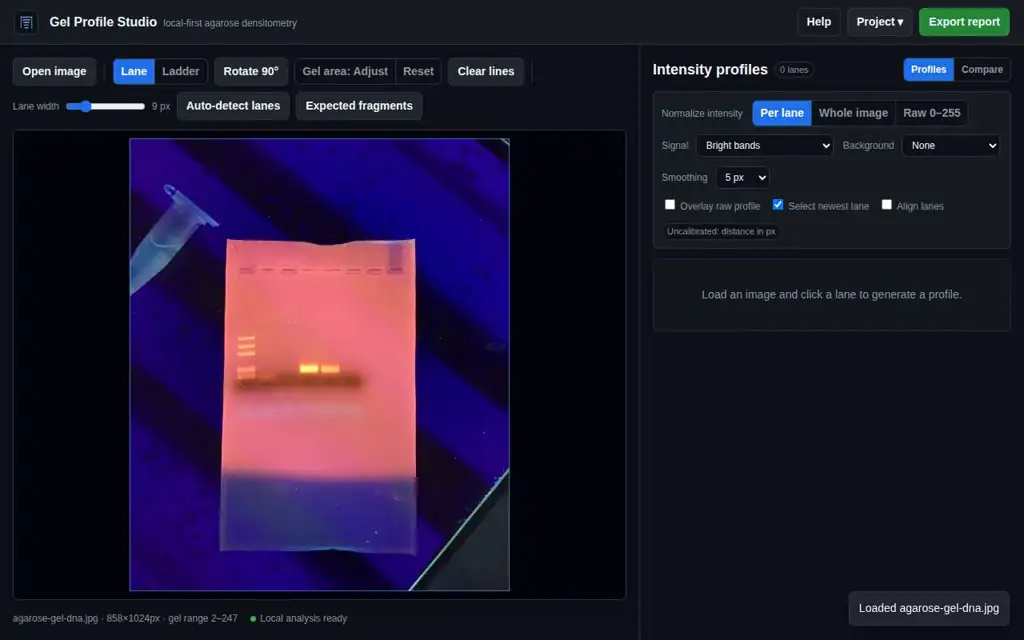 Gel Profile Studio local-first agarose densitometry
Help Project ▾ Export report
Open image Lane Ladder Rotate 90° Gel area: Adjust Reset Clear lines
Lane width 9 px Auto-detect lanes Expected fragments
agarose-gel-dna.jpg · 858×1024px · gel range 2–247 Local analysis ready
Intensity profiles 0 lanes Profiles Compare
Normalize intensity Per lane Whole image Raw 0–255
Signal Bright bands Background None
Smoothing 5 px
Overlay raw profile Select newest lane Align lanes
Uncalibrated: distance in px
Load an image and click a lane to generate a profile.
Loaded agarose-gel-dna.jpg